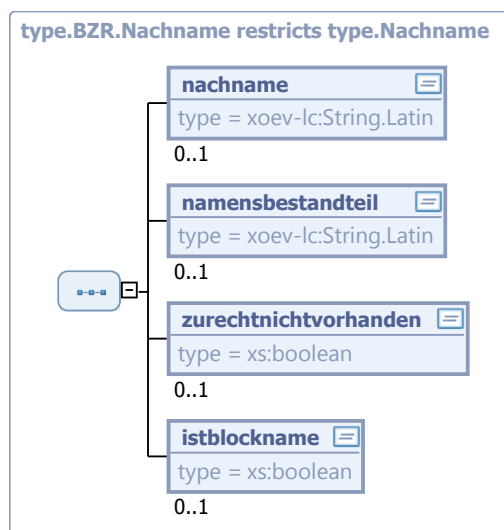 type.BZR.Nachname restricts type.Nachname
nachname
type = xoev-lc:String.Latin
0..1
namensbestandteil
type = xoev-lc:String.Latin
0..1
zurechtnichtvorhanden
type = xs:boolean
0..1
istblockname
type = xs:boolean
0..1